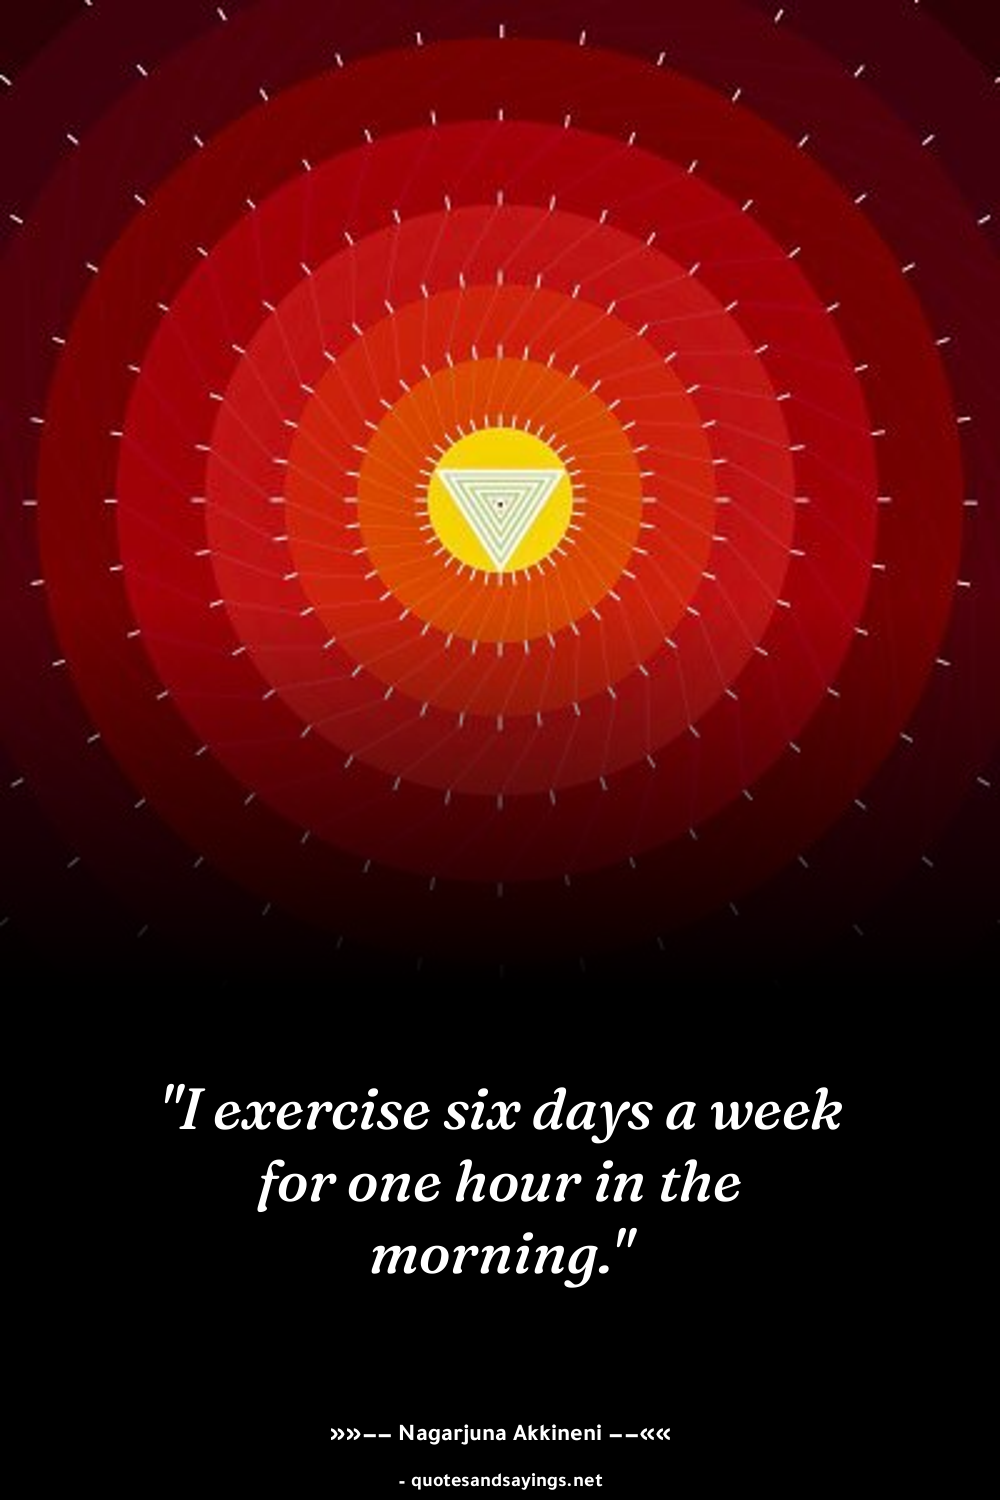 "I exercise six days a week
for one hour in the
morning."
»»−− Nagarjuna Akkineni −−««
- quotesandsayings.net